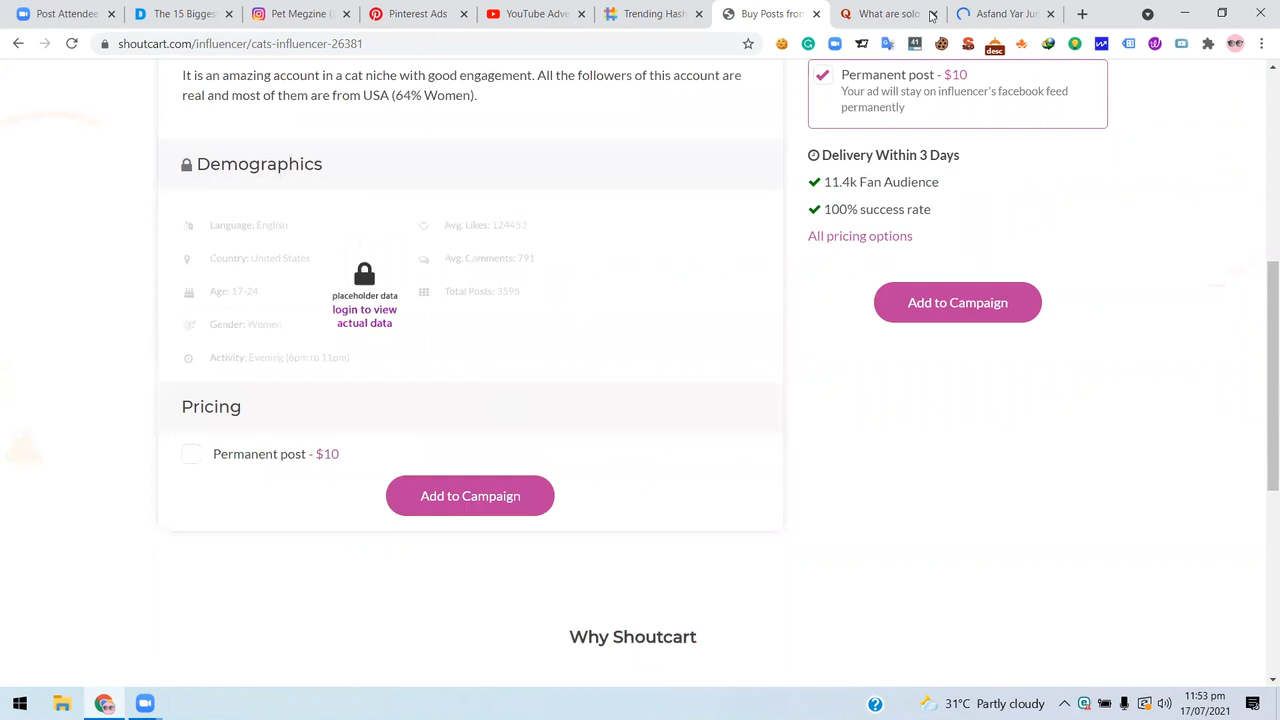 Post Attende
The 15 Bigges
Pet Megzine (
Pinterest Ads
YouTube Adve
Trending Hash
Buy Posts from
What are solo
Asfand Yar Ju
shoutcart.com/influencer/cats-influencer-26381
41
desc
It is an amazing account in a cat niche with good engagement. All the followers of this account are
real and most of them are from USA (64% Women).
Demographics
Language: English
Avg. Likes: 124453
Country: United States
Avg. Comments: 791
Age: 17-24
Total Posts: 3595
Gender: Women
Activity: Evening (6pm to 11pm)
placeholder data
login to view
actual data
Pricing
Permanent post - $10
Add to Campaign
Permanent post - $10
Your ad will stay on influencer's facebook feed
permanently
Delivery Within 3 Days
11.4k Fan Audience
100% success rate
All pricing options
Add to Campaign
Why Shoutcart
31°C Partly cloudy
11:53 pm
17/07/2021